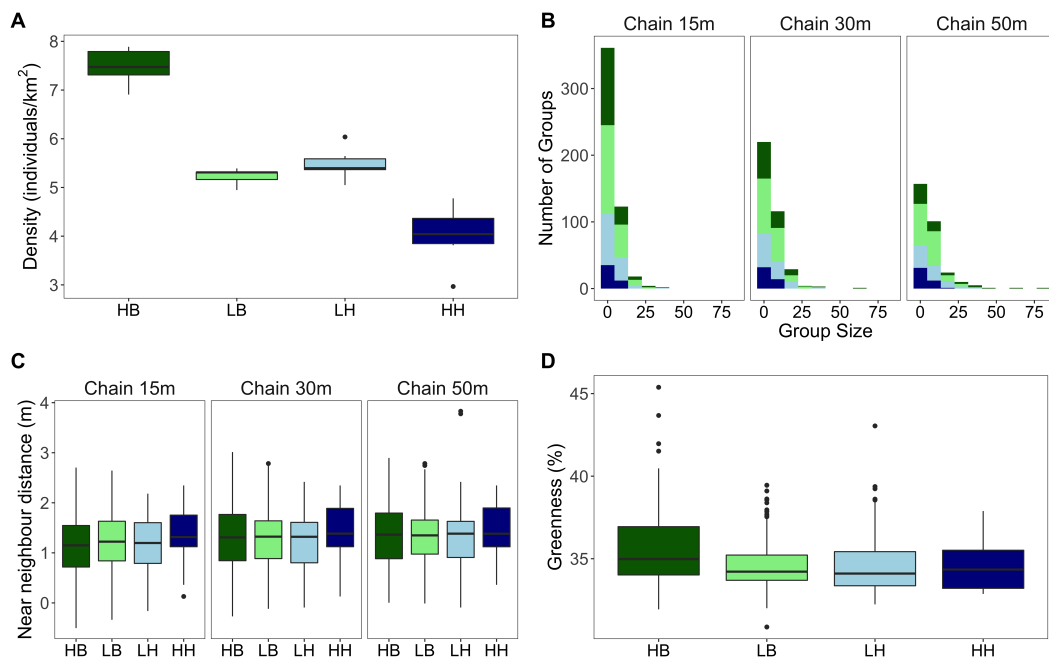 A
Density (individuals/km²)
8
7
6
5
4
3
HB LB LH HH
B
Chain 15m Chain 30m Chain 50m
Number of Groups
300
200
100
0
0 25 50 75 0 25 50 75 0 25 50 75
Group Size
C
Chain 15m Chain 30m Chain 50m
Near neighbour distance (m)
4
3
2
1
0
HB LB LH HH HB LB LH HH HB LB LH HH
D
Greenness (%)
45
40
35
HB LB LH HH